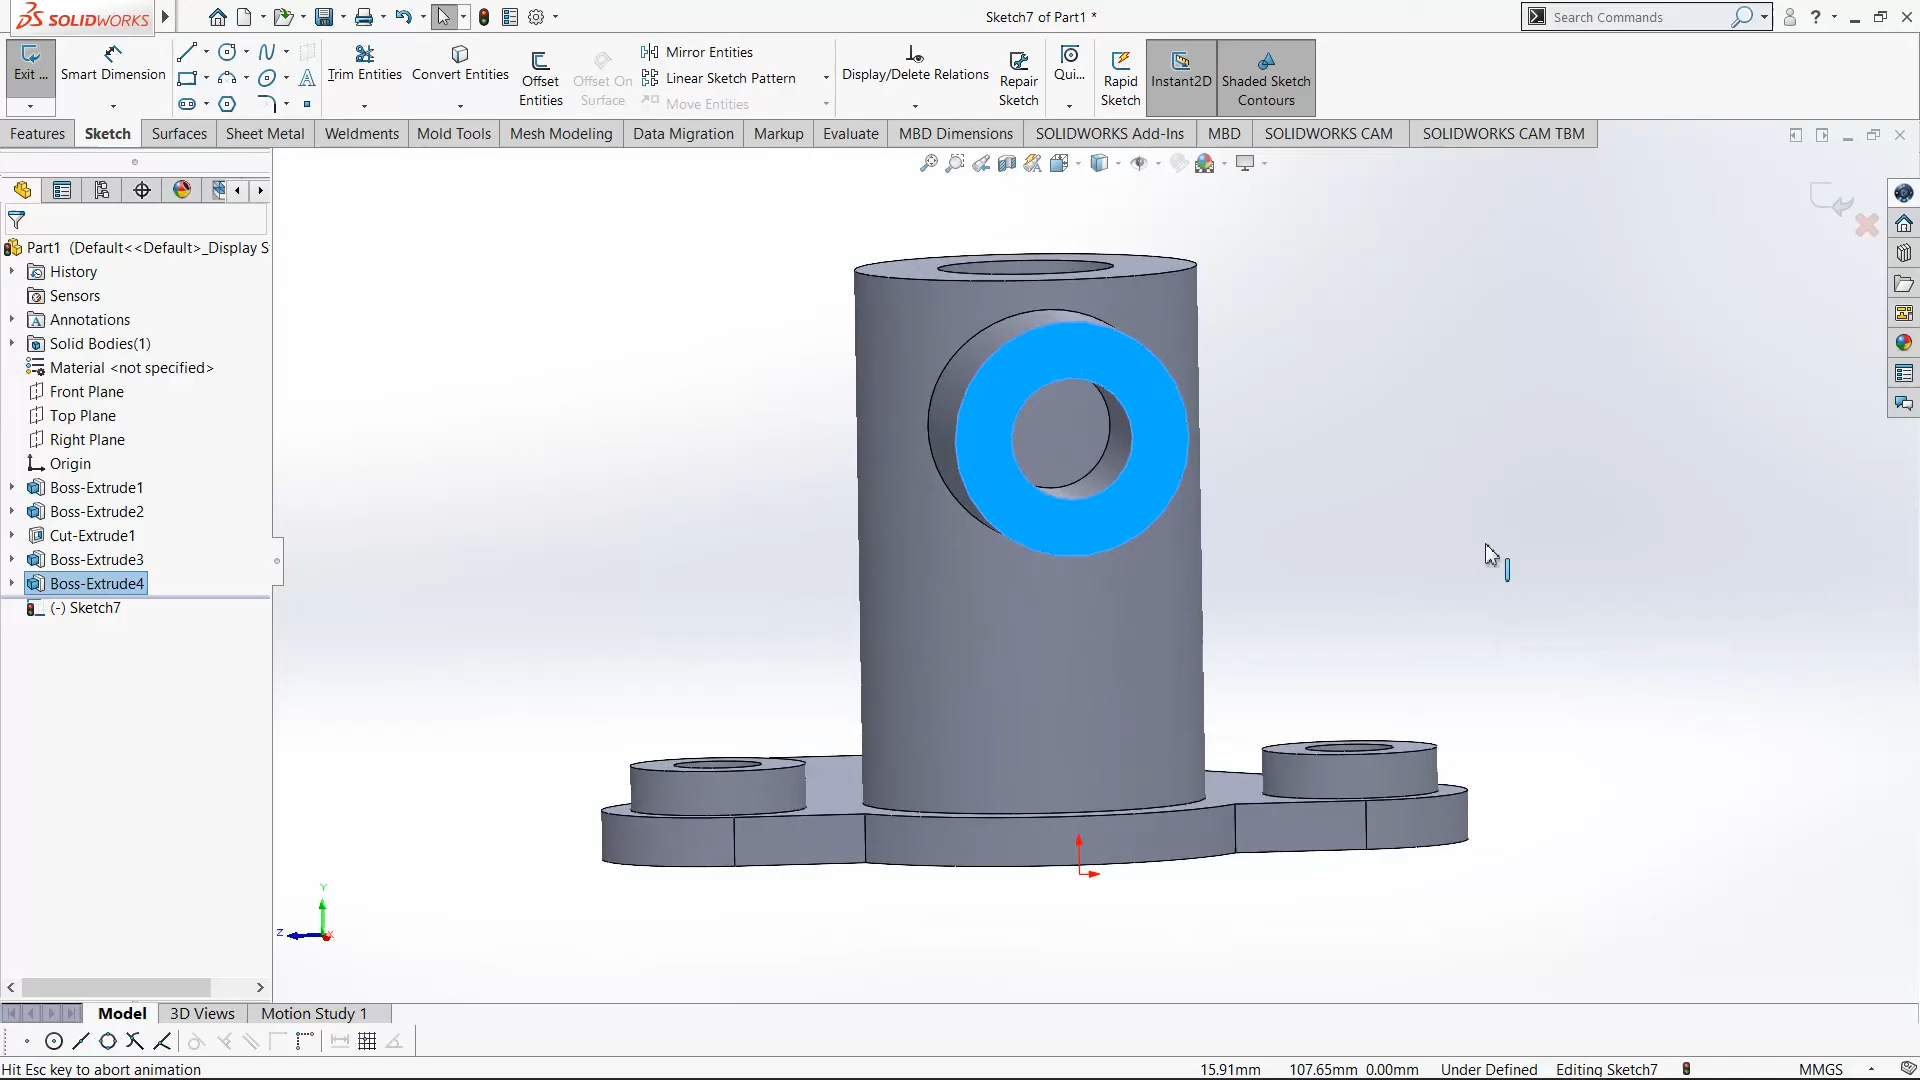 SOLIDWORKS
Sketch7 of Part1 *
Search Commands
Exit ...
Smart Dimension
Trim Entities
Convert Entities
Offset Entities
Offset On Surface
Mirror Entities
Linear Sketch Pattern
Move Entities
Display/Delete Relations
Repair Sketch
Qui...
Rapid Sketch
Instant2D
Shaded Sketch Contours
Features
Sketch
Surfaces
Sheet Metal
Weldments
Mold Tools
Mesh Modeling
Data Migration
Markup
Evaluate
MBD Dimensions
SOLIDWORKS Add-Ins
MBD
SOLIDWORKS CAM
SOLIDWORKS CAM TBM
Part1 (Default<<Default>_Display S
History
Sensors
Annotations
Solid Bodies(1)
Material <not specified>
Front Plane
Top Plane
Right Plane
Origin
Boss-Extrude1
Boss-Extrude2
Cut-Extrude1
Boss-Extrude3
Boss-Extrude4
(-) Sketch7
Y
Z
Model
3D Views
Motion Study 1
Hit Esc key to abort animation
15.91mm
107.65mm
0.00mm
Under Defined
Editing Sketch7
MMGS